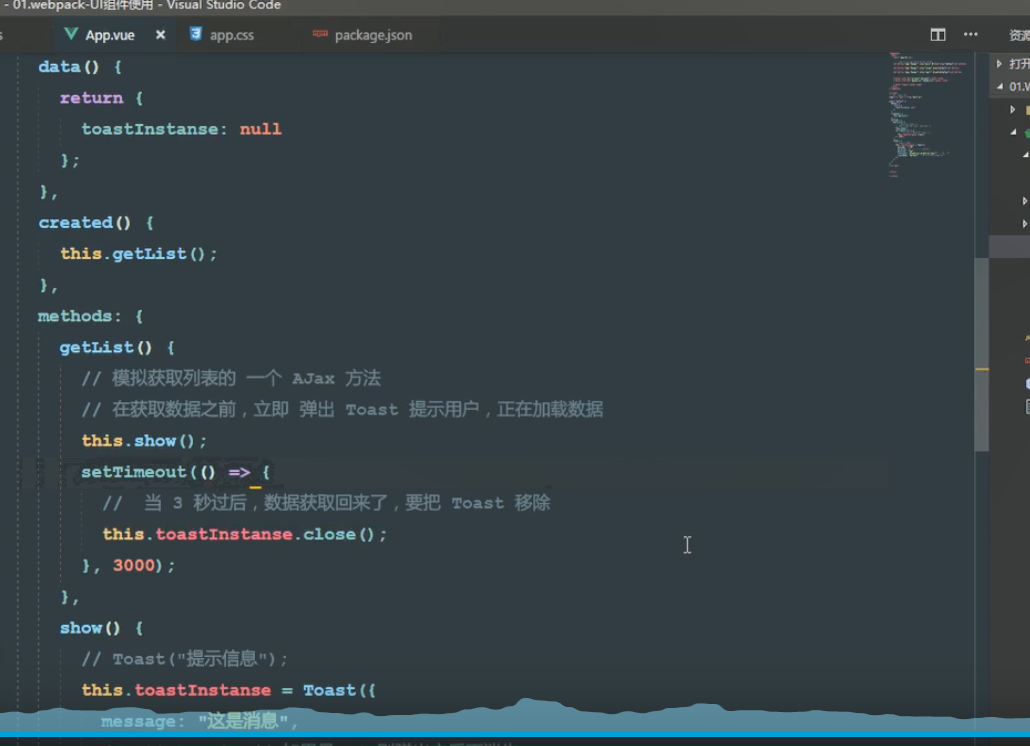 - 01.webpack-UI组件使用 - Visual Studio Code
App.vue × app.css package.json
data() {
return {
toastInstanse: null
};
},
created() {
this.getList();
},
methods: {
getList() {
// 模拟获取列表的 一个 AJax 方法
// 在获取数据之前，立即 弹出 Toast 提示用户，正在加载数据
this.show();
setTimeout(() => {
// 当 3 秒过后，数据获取回来了，要把 Toast 移除
this.toastInstanse.close();
}, 3000);
},
show() {
// Toast("提示信息");
this.toastInstanse = Toast({
message: "这是消息",